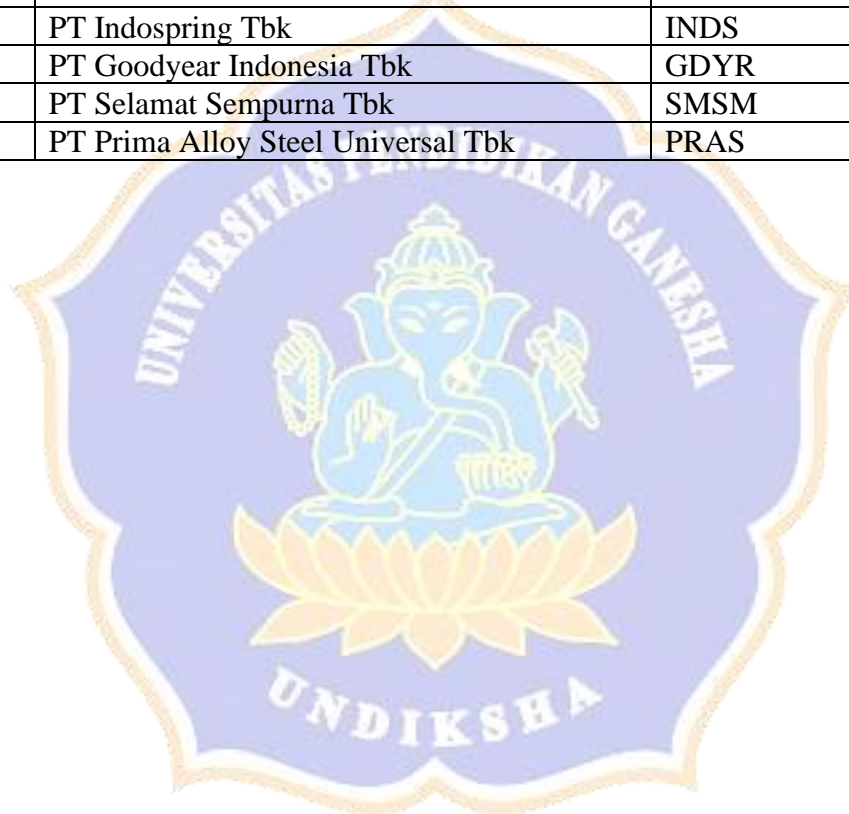 PT Indospring Tbk INDS
PT Goodyear Indonesia Tbk GDYR
PT Selamat Sempurna Tbk SMSM
PT Prima Alloy Steel Universal Tbk PRAS
UNIVERSITAS PENDIDIKAN GANESHA
UNDIKSHA